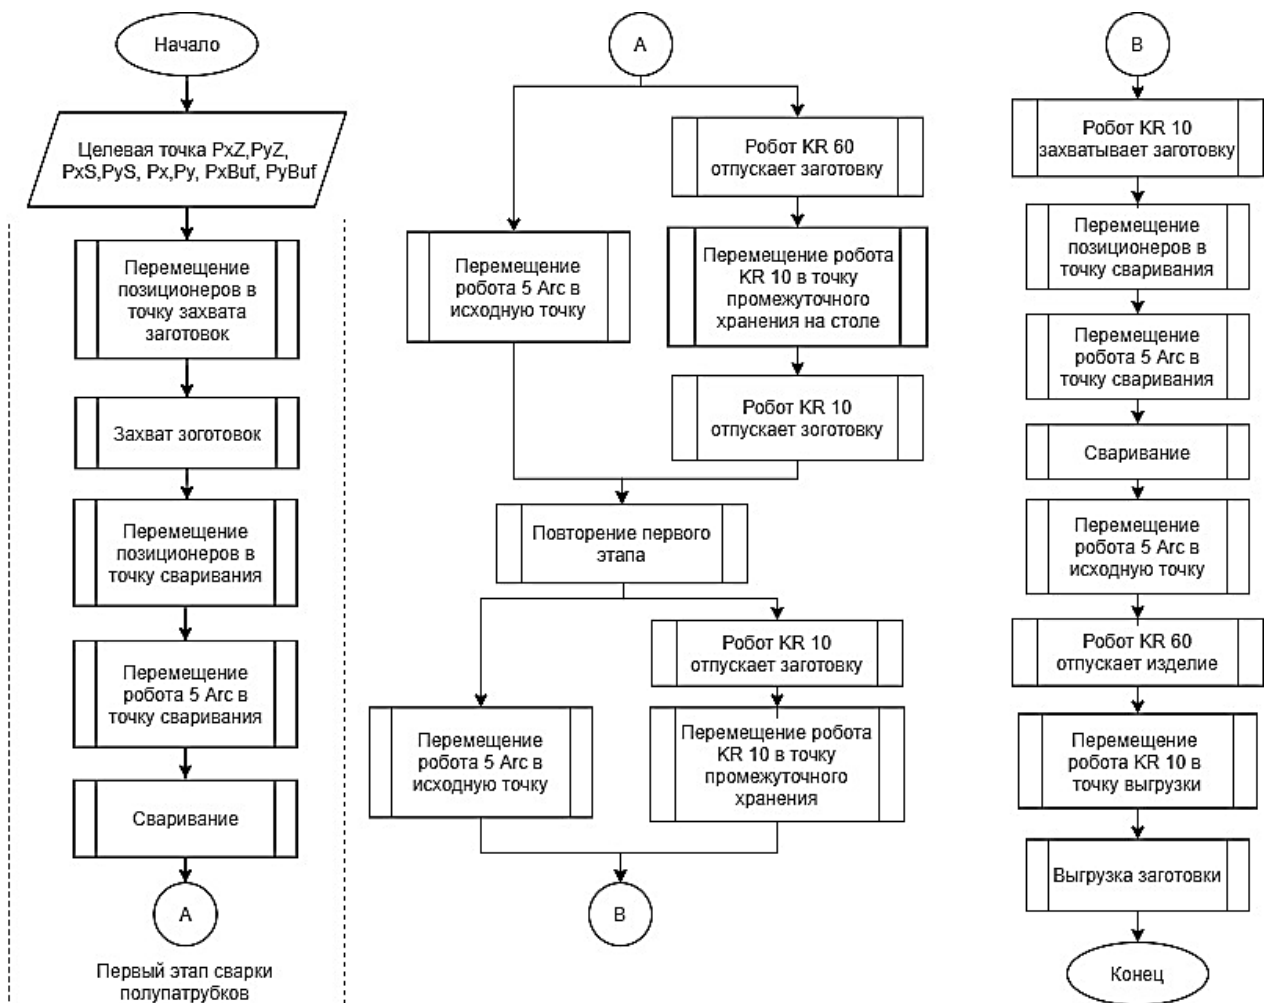 Начало
Целевая точка PxZ,PyZ,
PxS,PyS, Px,Py, PxBuf, PyBuf
Перемещение
позиционеров в
точку захвата
заготовок
Захват зоготовок
Перемещение
позиционеров в
точку сваривания
Перемещение
робота 5 Arc в
точку сваривания
Сваривание
A
Первый этап сварки
полупатрубков
A
Робот KR 60
отпускает заготовку
Перемещение
робота 5 Arc в
исходную точку
Перемещение робота
KR 10 в точку
промежуточного
хранения на столе
Робот KR 10
отпускает зоготовку
Повторение первого
этапа
Робот KR 10
отпускает заготовку
Перемещение
робота 5 Arc в
исходную точку
Перемещение робота
KR 10 в точку
промежуточного
хранения
B
B
Робот KR 10
захватывает заготовку
Перемещение
позиционеров в
точку сваривания
Перемещение
робота 5 Arc в
точку сваривания
Сваривание
Перемещение
робота 5 Arc в
исходную точку
Робот KR 60
отпускает изделие
Перемещение
робота KR 10 в
точку выгрузки
Выгрузка заготовки
Конец